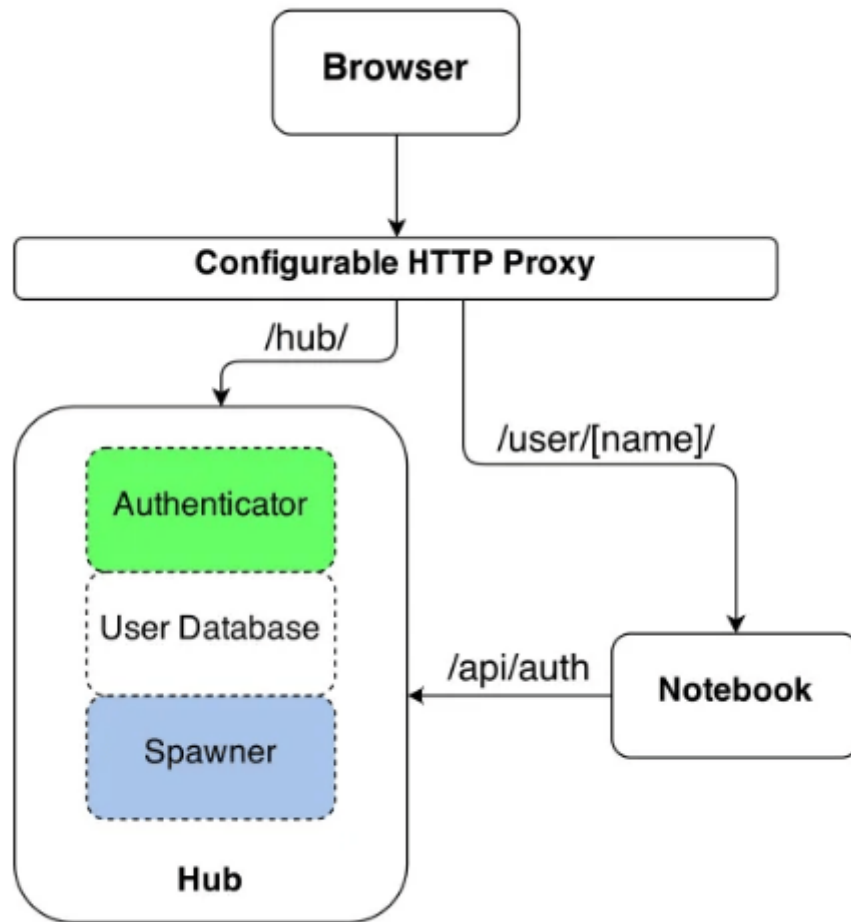 Browser
Configurable HTTP Proxy
/hub/
/user/[name]/
Authenticator
User Database
/api/auth
Notebook
Spawner
Hub